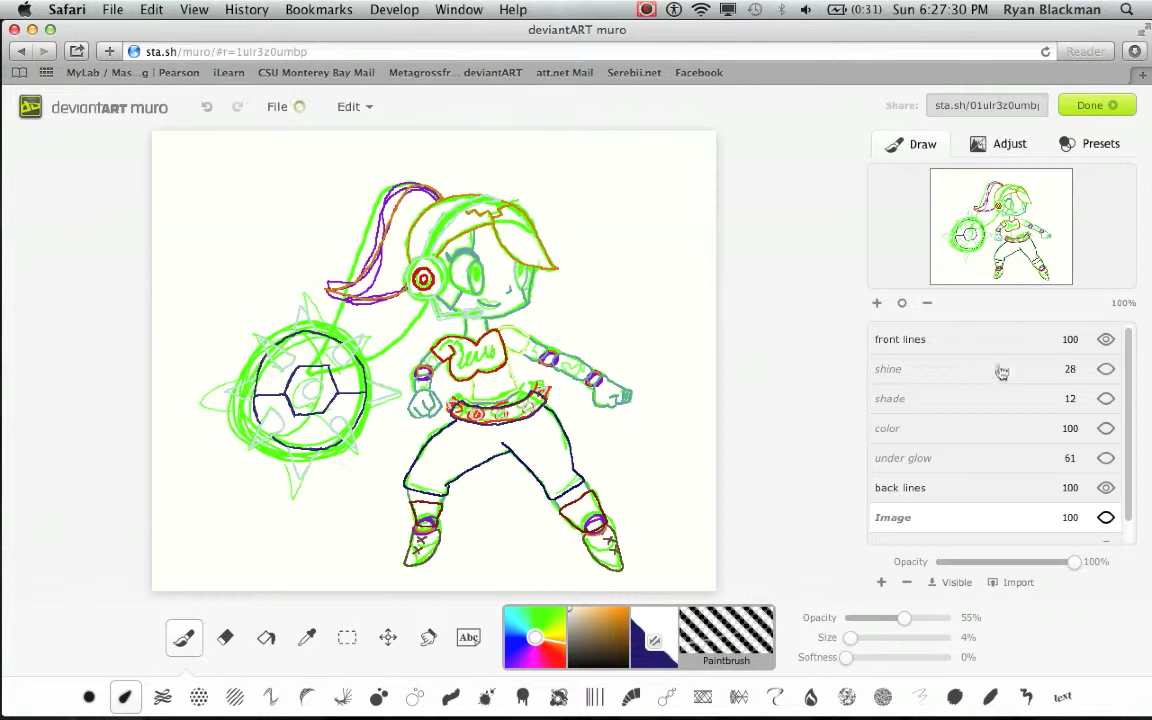 Safari File Edit View History Bookmarks Develop Window Help (0:31) Sun 6:27:30 PM Ryan Blackman
deviantART muro
sta.sh/muro/#r=1ulr3z0umbp Reader
MyLab / Mas...g | Pearson iLearn CSU Monterey Bay Mail Metagrossfr... deviantART att.net Mail Serebii.net Facebook
deviantART muro File Edit Share: sta.sh/01ulr3z0umbp Done
Draw Adjust Presets
100%
front lines 100
shine 28
shade 12
color 100
under glow 61
back lines 100
Image 100
Opacity 100%
Visible Import
Opacity 55%
Size 4%
Softness 0%
Abc
Paintbrush
text